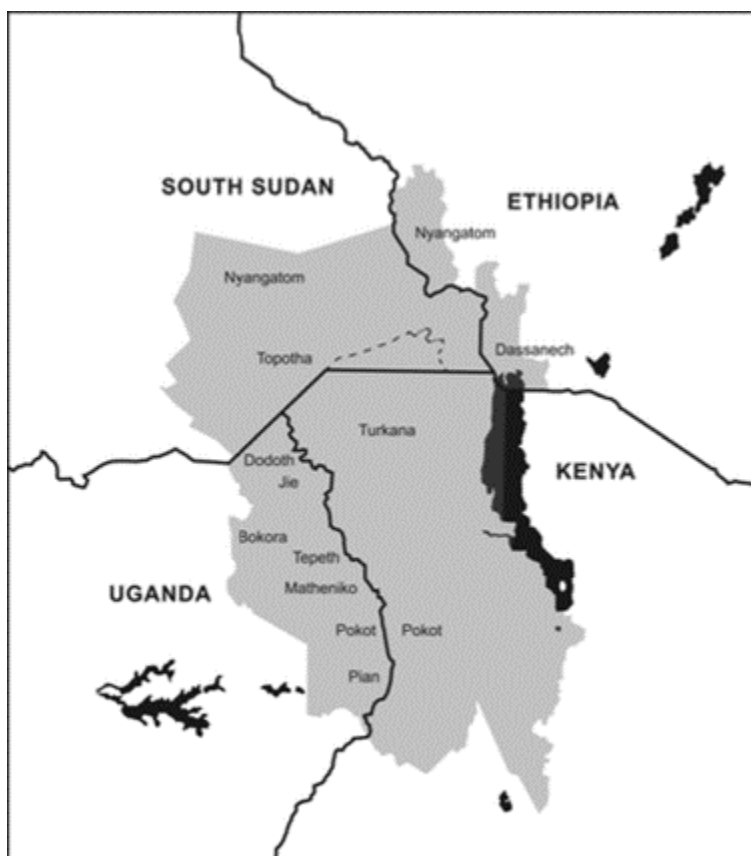 SOUTH SUDAN
ETHIOPIA
Nyangatom
Nyangatom
Dassanech
Topotha
Turkana
Dodoth
KENYA
Jie
Bokora
Tepeth
Matheniko
UGANDA
Pokot
Pokot
Pian